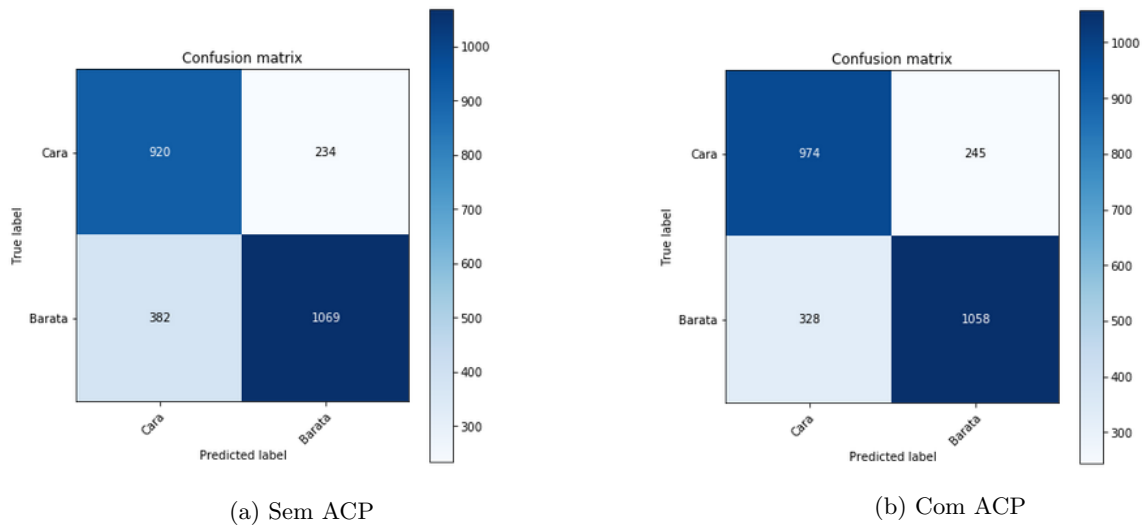 Confusion matrix
Cara
920
234
Barata
382
1069
Cara
Barata
True label
Predicted label
1000
900
800
700
600
500
400
300
(a) Sem ACP
Confusion matrix
Cara
974
245
Barata
328
1058
Cara
Barata
True label
Predicted label
1000
900
800
700
600
500
400
300
(b) Com ACP